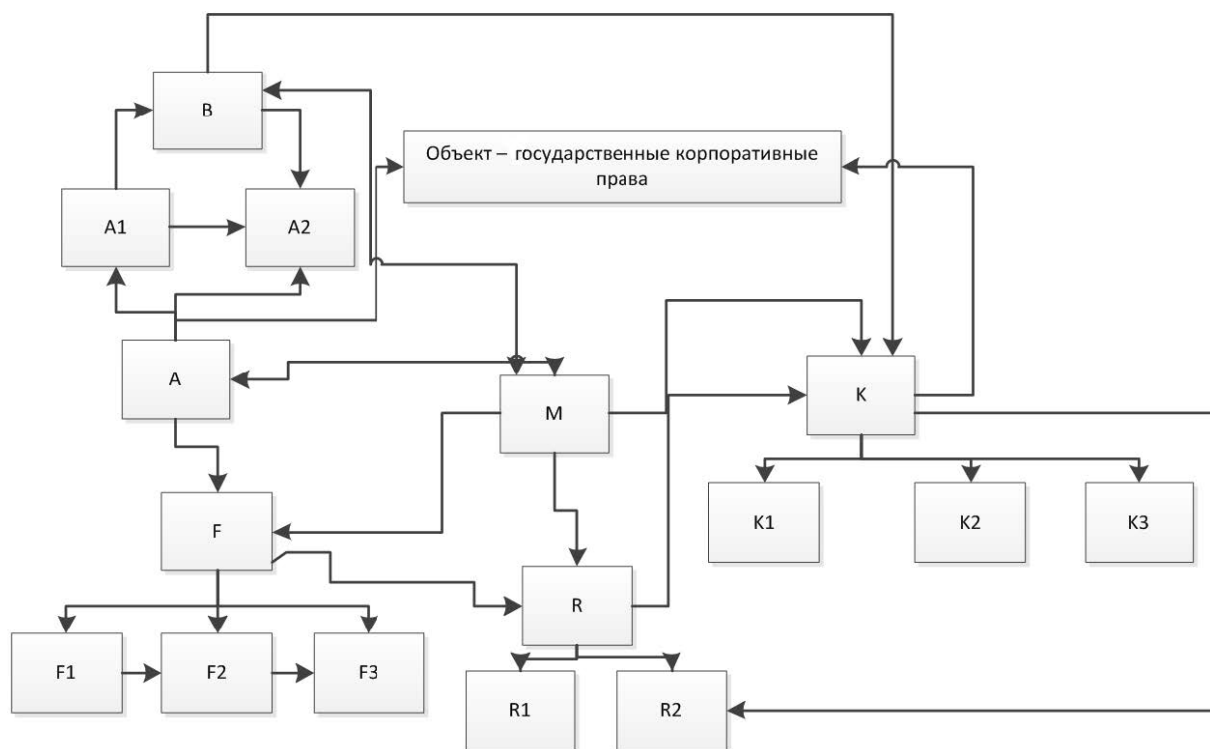 B
Объект – государственные корпоративные
права
A1
A2
A
M
K
K1
K2
K3
F
R
F1
F2
F3
R1
R2